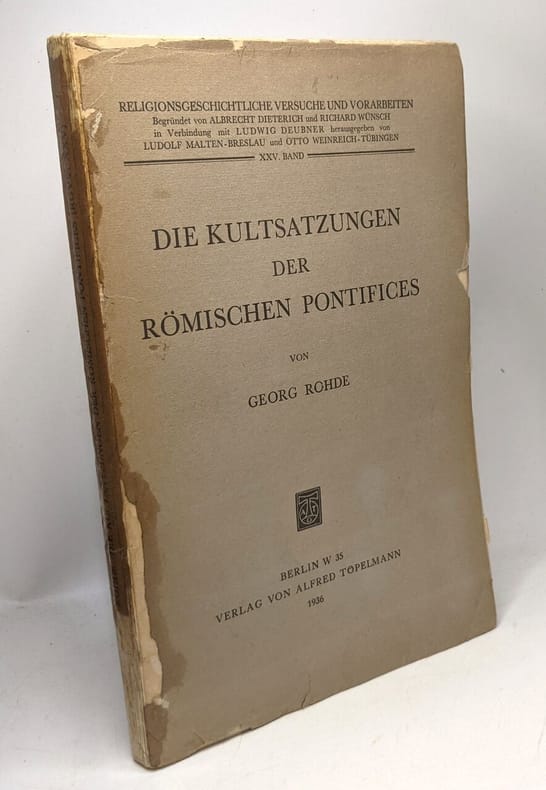 RELIGIONSGESCHICHTLICHE VERSUCHE UND VORARBEITEN
Begründet von ALBRECHT DIETERICH und RICHARD WÜNSCH
in Verbindung mit LUDWIG DEUBNER herausgegeben von
LUDOLF MALTEN-BRESLAU und OTTO WEINREICH-TÜBINGEN
XXV. BAND
DIE KULTSATZUNGEN
DER
RÖMISCHEN PONTIFICES
VON
GEORG ROHDE
BERLIN W 35
VERLAG VON ALFRED TÖPELMANN
1936